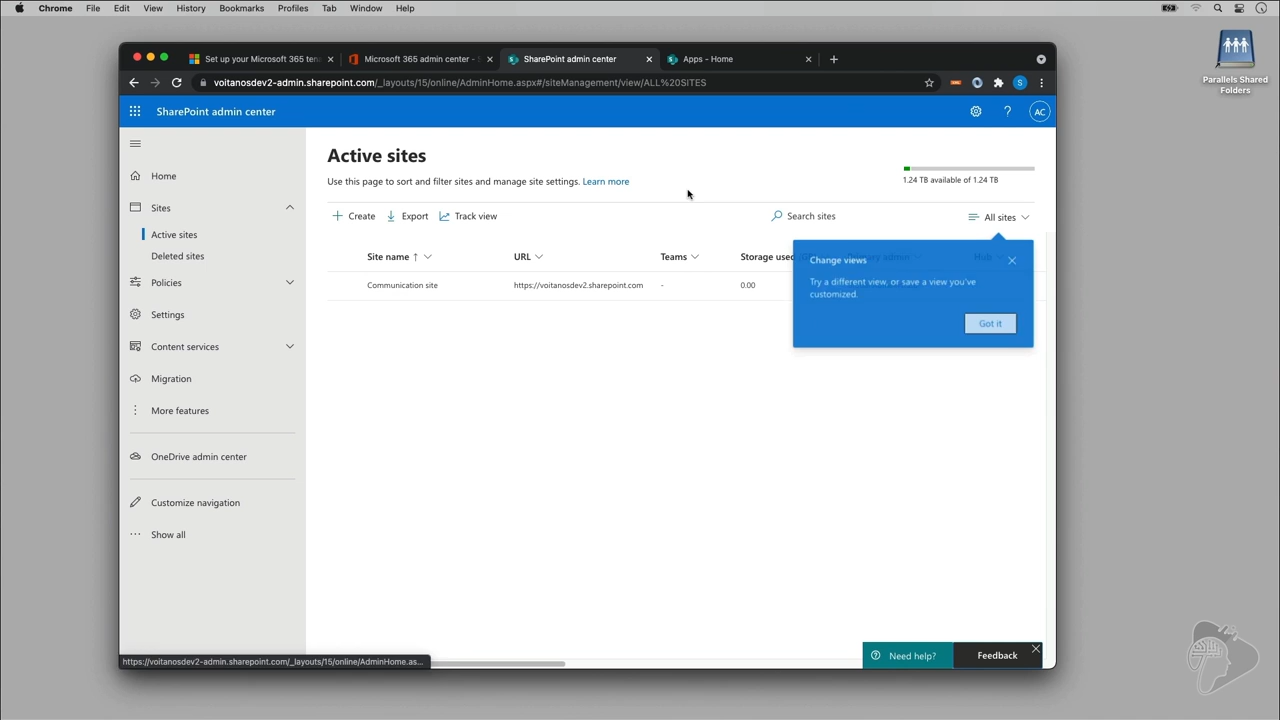 Chrome File Edit View History Bookmarks Profiles Tab Window Help
Parallels Shared
Folders
Set up your Microsoft 365 ten
Microsoft 365 admin center - S
SharePoint admin center
Apps - Home
voitanosdev2-admin.sharepoint.com/_layouts/15/online/AdminHome.aspx#/siteManagement/view/ALL%20SITES
S
SharePoint admin center
?
AC
Home
Sites
Active sites
Deleted sites
Policies
Settings
Content services
Migration
More features
OneDrive admin center
Customize navigation
Show all
Active sites
Use this page to sort and filter sites and manage site settings. Learn more
1.24 TB available of 1.24 TB
Create Export Track view Search sites All sites
Site name ↑ URL Teams Storage used Primary admin Hub
Communication site https://voitanosdev2.sharepoint.com - 0.00
Change views
Try a different view, or save a view you've
customized.
Got it
Need help? Feedback
https://voitanosdev2-admin.sharepoint.com/_layouts/15/online/AdminHome.as...